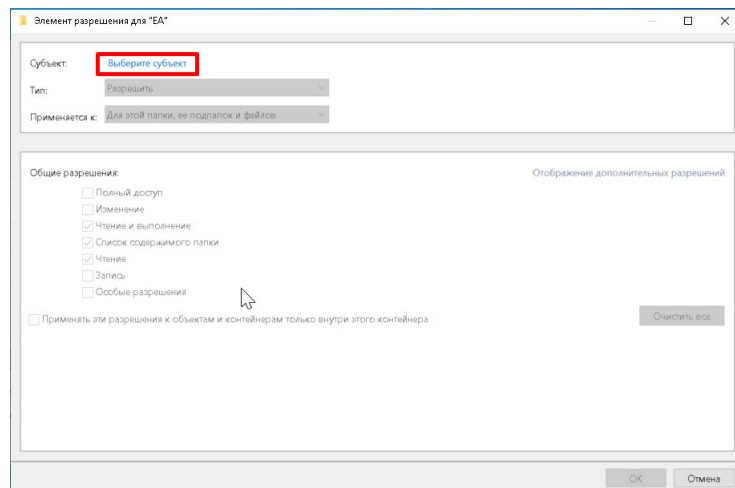 Элемент разрешения для "EA"
Субъект: Выберите субъект
Тип: Разрешить
Применяется к: Для этой папки, ее подпапок и файлов
Общие разрешения: Отображение дополнительных разрешений
Полный доступ
Изменение
Чтение и выполнение
Список содержимого папки
Чтение
Запись
Особые разрешения
Применять эти разрешения к объектам и контейнерам только внутри этого контейнера Очистить все
ОК Отмена